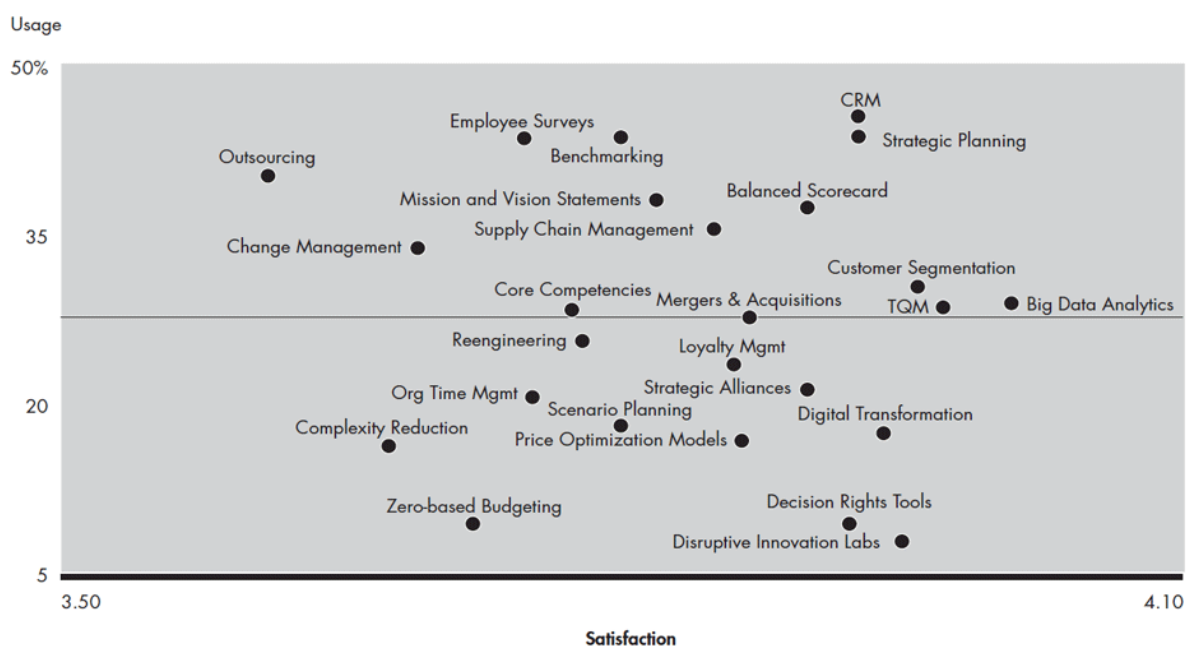 Usage
50%
CRM
Employee Surveys
Strategic Planning
Benchmarking
Outsourcing
Balanced Scorecard
Mission and Vision Statements
Supply Chain Management
35
Change Management
Customer Segmentation
Core Competencies
Mergers & Acquisitions
TQM
Big Data Analytics
Reengineering
Loyalty Mgmt
Strategic Alliances
Org Time Mgmt
20
Scenario Planning
Digital Transformation
Complexity Reduction
Price Optimization Models
Decision Rights Tools
Zero-based Budgeting
Disruptive Innovation Labs
5
3.50
4.10
Satisfaction